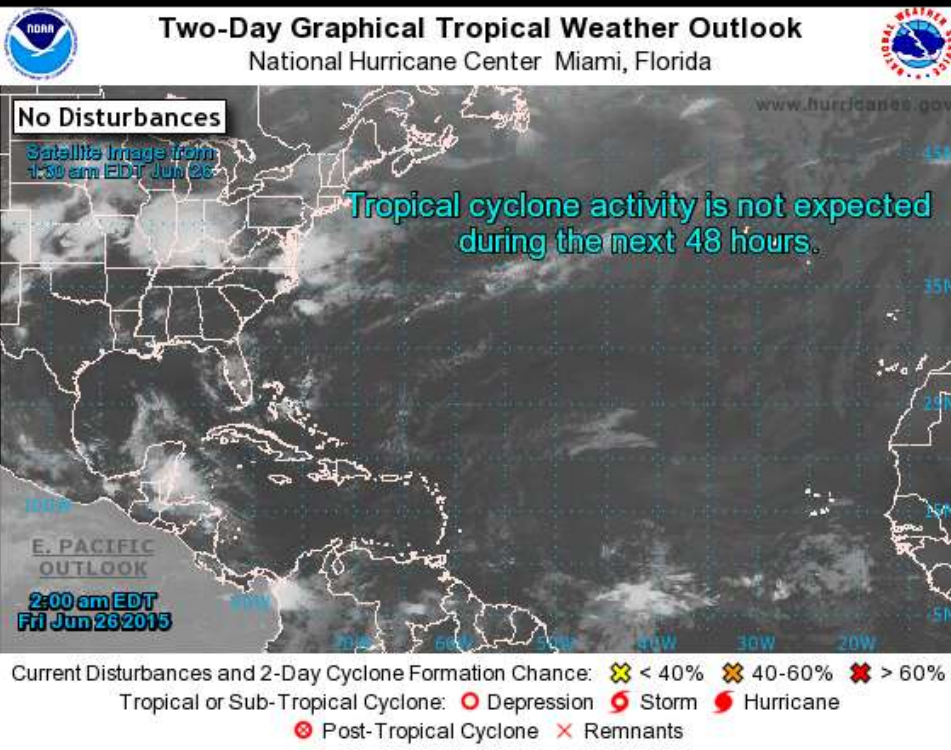 NOAA
Two-Day Graphical Tropical Weather Outlook
National Hurricane Center Miami, Florida
No Disturbances
www.hurricanes.gov
Satellite Image from
1:30 am EDT Jun 26
45N
Tropical cyclone activity is not expected
during the next 48 hours.
35N
25N
100W
15N
E. PACIFIC
OUTLOOK
2:00 am EDT
Fri Jun 26 2015
80W
5N
70W 60W 50W 40W 30W 20W
Current Disturbances and 2-Day Cyclone Formation Chance: < 40% 40-60% > 60%
Tropical or Sub-Tropical Cyclone: Depression Storm Hurricane
Post-Tropical Cyclone Remnants